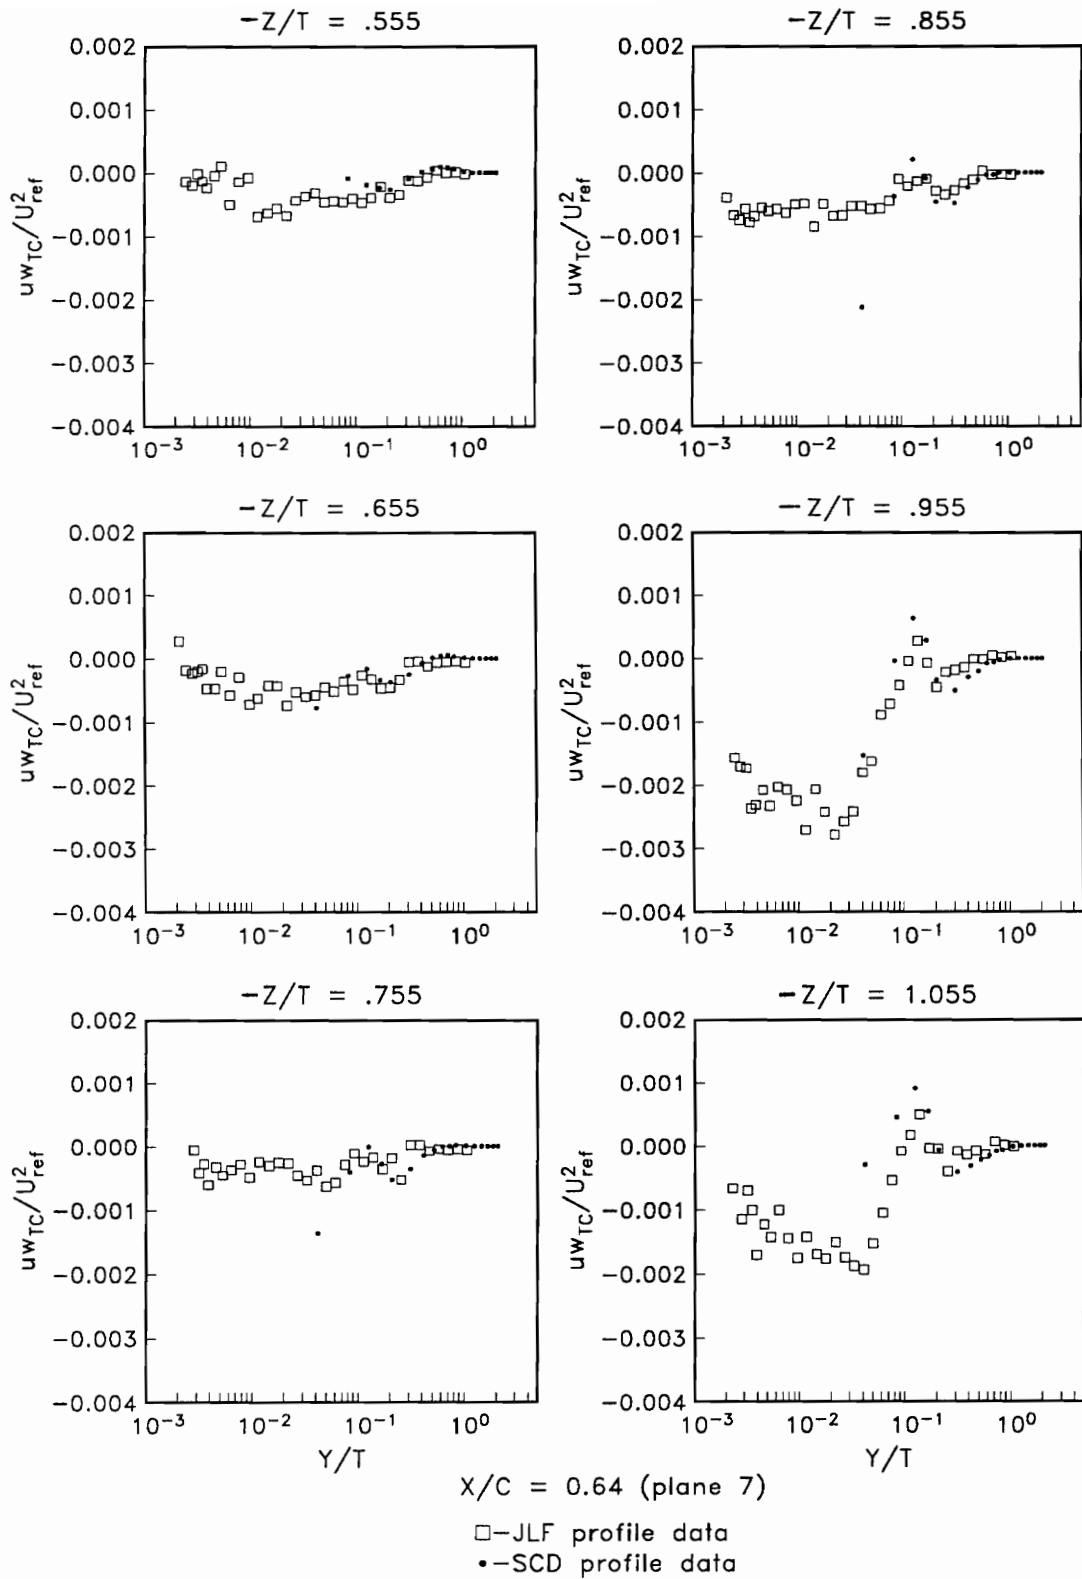 −Z/T = .555
0.002
0.001
0.000
−0.001
−0.002
−0.003
−0.004
uw_TC/U²_ref
10⁻³ 10⁻² 10⁻¹ 10⁰
−Z/T = .855
0.002
0.001
0.000
−0.001
−0.002
−0.003
−0.004
uw_TC/U²_ref
10⁻³ 10⁻² 10⁻¹ 10⁰
−Z/T = .655
0.002
0.001
0.000
−0.001
−0.002
−0.003
−0.004
uw_TC/U²_ref
10⁻³ 10⁻² 10⁻¹ 10⁰
−Z/T = .955
0.002
0.001
0.000
−0.001
−0.002
−0.003
−0.004
uw_TC/U²_ref
10⁻³ 10⁻² 10⁻¹ 10⁰
−Z/T = .755
0.002
0.001
0.000
−0.001
−0.002
−0.003
−0.004
uw_TC/U²_ref
10⁻³ 10⁻² 10⁻¹ 10⁰
Y/T
−Z/T = 1.055
0.002
0.001
0.000
−0.001
−0.002
−0.003
−0.004
uw_TC/U²_ref
10⁻³ 10⁻² 10⁻¹ 10⁰
Y/T
X/C = 0.64 (plane 7)
□−JLF profile data
•−SCD profile data